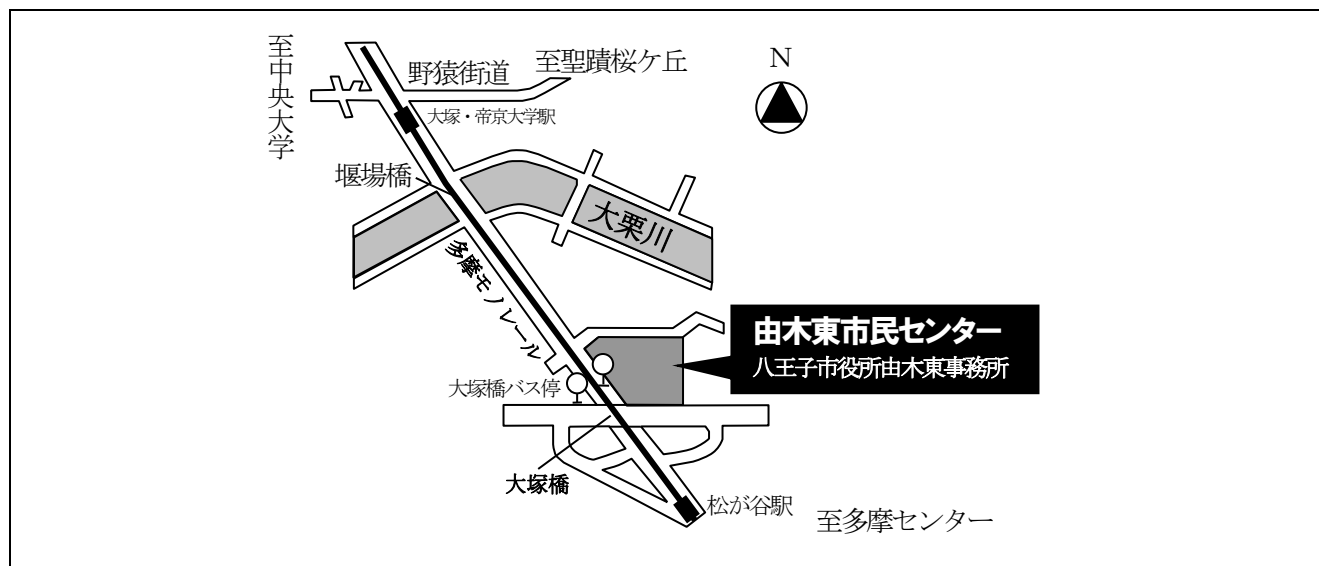 至中央大学
野猿街道
至聖蹟桜ケ丘
N
大塚・帝京大学駅
堰場橋
大栗川
多摩モノレール
由木東市民センター
八王子市役所由木東事務所
大塚橋バス停
大塚橋
松が谷駅
至多摩センター